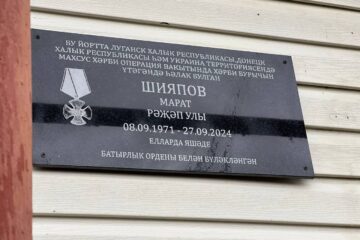 БУ ЙОРТТА ЛУГАНСК ХАЛЫК РЕСПУБЛИКАСЫ, ДОНЕЦК
ХАЛЫК РЕСПУБЛИКАСЫ ҺӘМ УКРАИНА ТЕРРИТОРИЯСЕНДӘ
МАХСУС ХӘРБИ ОПЕРАЦИЯ ВАКЫТЫНДА ХӘРБИ БУРЫЧЫН
ҮТӘГӘНДӘ ҺӘЛАК БУЛГАН
ШИЯПОВ
МАРАТ
РӘҖӘП УЛЫ
08.09.1971 - 27.09.2024
ЕЛЛАРДА ЯШӘДЕ
БАТЫРЛЫК ОРДЕНЫ БЕЛӘН БҮЛӘКЛӘНГӘН